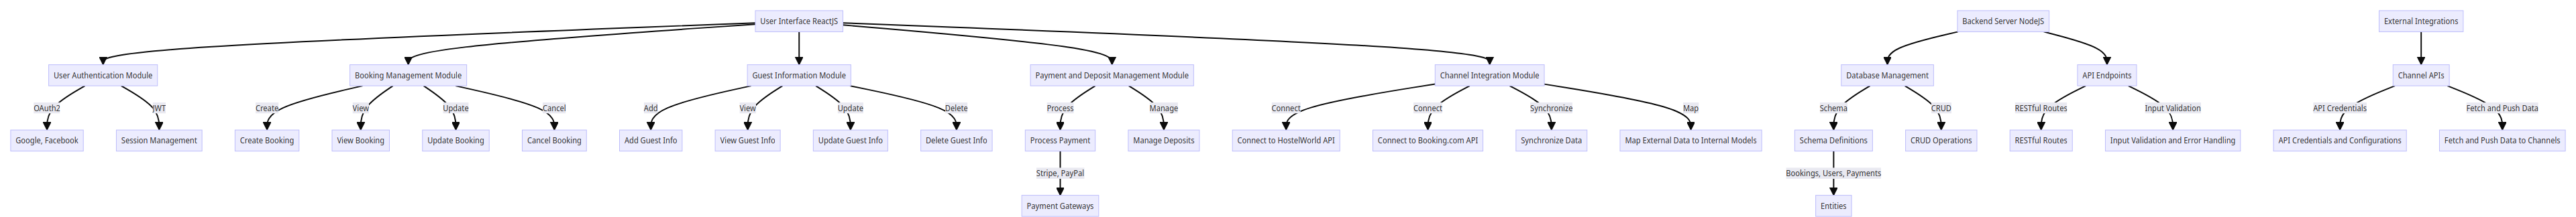 User Interface ReactJS
Backend Server NodeJS
External Integrations
User Authentication Module
Booking Management Module
Guest Information Module
Payment and Deposit Management Module
Channel Integration Module
Database Management
API Endpoints
Channel APIs
OAuth2
JWT
Create
View
Update
Cancel
Add
View
Update
Delete
Process
Manage
Connect
Connect
Synchronize
Map
Schema
CRUD
RESTful Routes
Input Validation
API Credentials
Fetch and Push Data
Google, Facebook
Session Management
Create Booking
View Booking
Update Booking
Cancel Booking
Add Guest Info
View Guest Info
Update Guest Info
Delete Guest Info
Process Payment
Manage Deposits
Connect to HostelWorld API
Connect to Booking.com API
Synchronize Data
Map External Data to Internal Models
Schema Definitions
CRUD Operations
RESTful Routes
Input Validation and Error Handling
API Credentials and Configurations
Fetch and Push Data to Channels
Stripe, PayPal
Bookings, Users, Payments
Payment Gateways
Entities